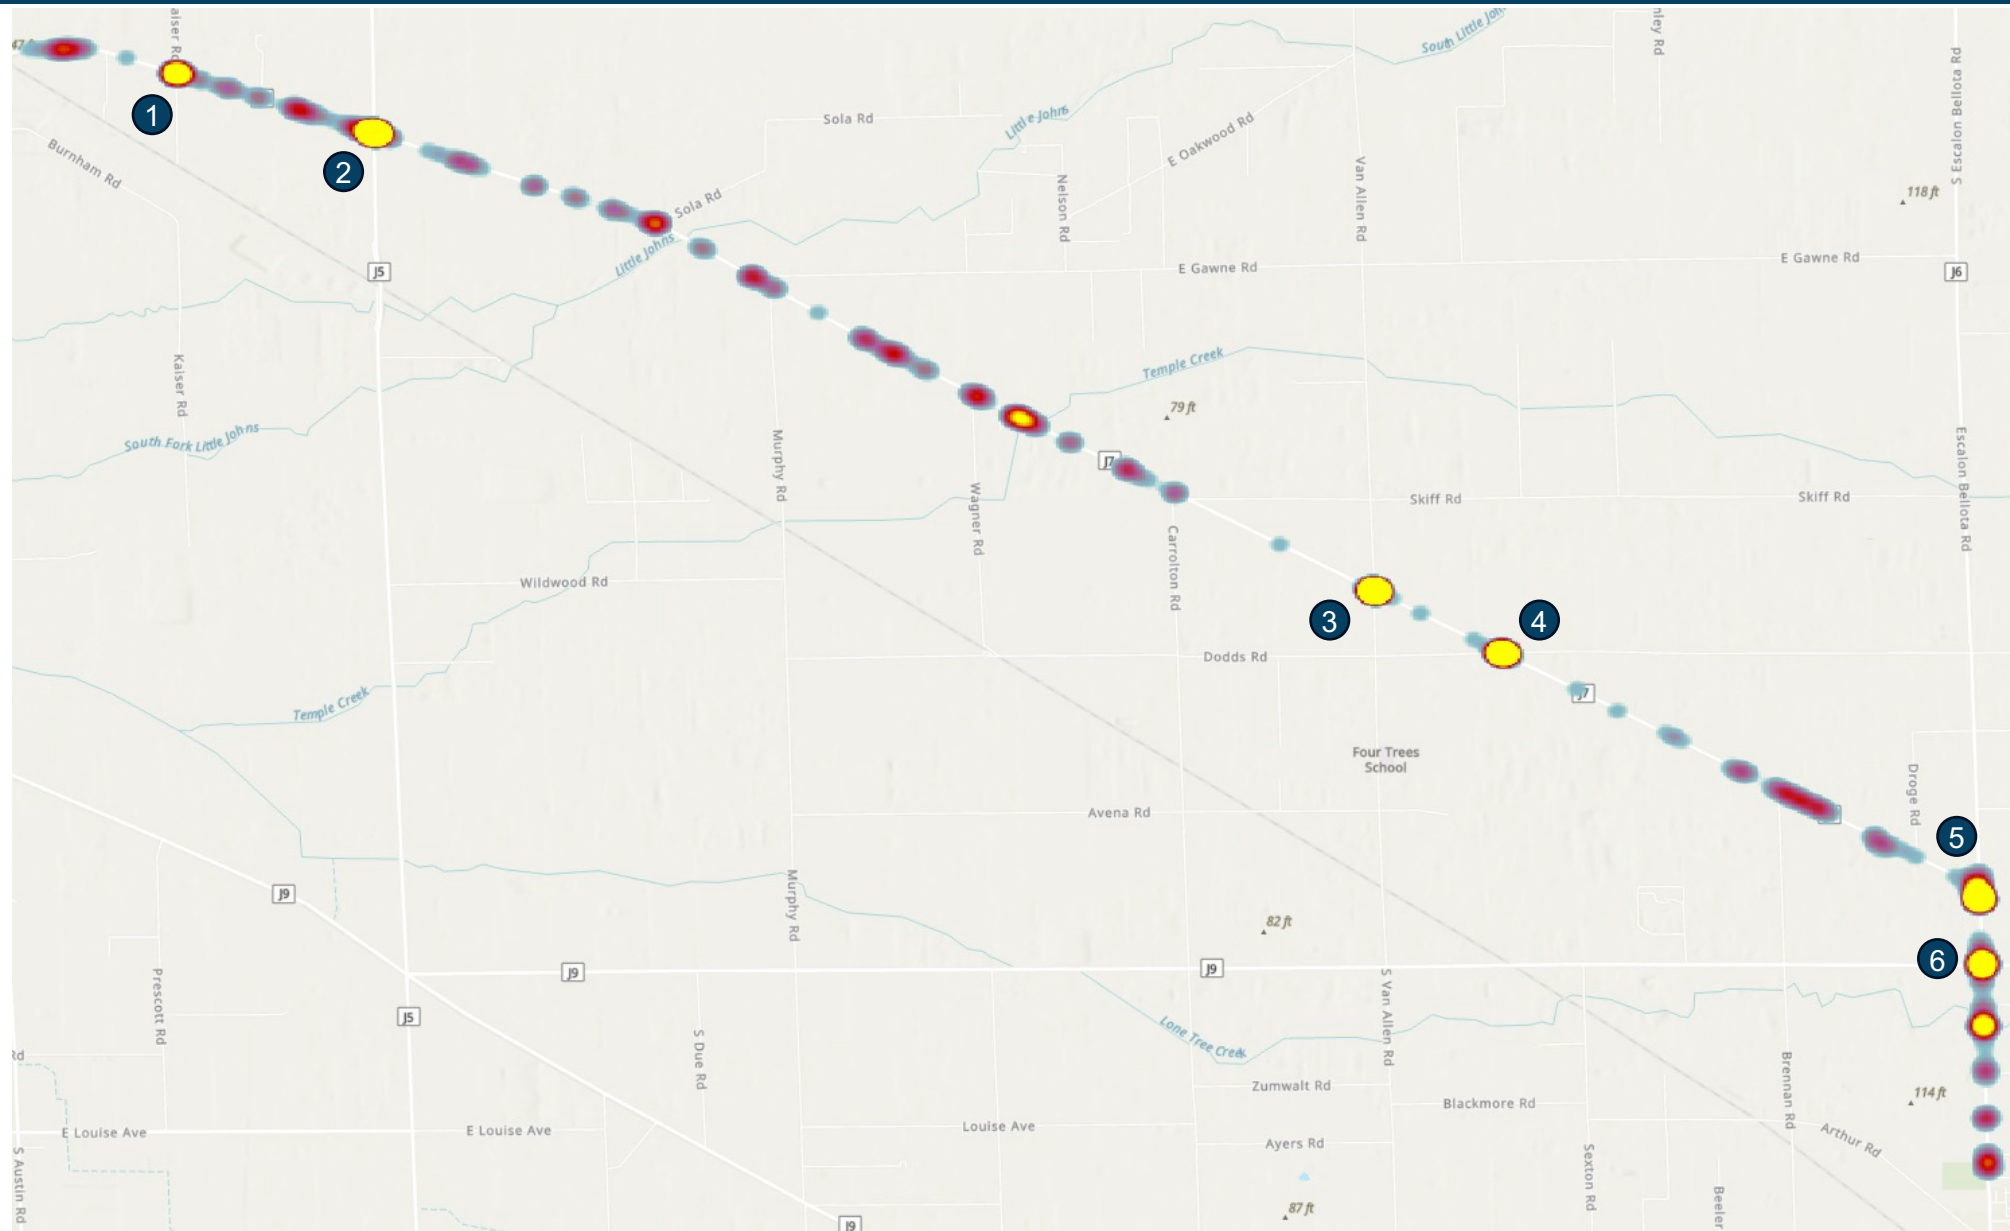 47
aiser Rd
South Little John
nley Rd
S Escalon Bellota Rd
1
Sola Rd
Little Johns
E Oakwood Rd
Burnham Rd
2
Van Allen Rd
Nelson Rd
118 ft
Sola Rd
Little Johns
J5
E Gawne Rd
E Gawne Rd
J6
Kaiser Rd
Temple Creek
79 ft
South Fork Little Johns
Murphy Rd
J7
Escalon Bellota Rd
Wagner Rd
Skiff Rd
Skiff Rd
Carrolton Rd
Wildwood Rd
3
4
Dodds Rd
Temple Creek
J7
Four Trees
School
Droge Rd
Avena Rd
5
Murphy Rd
J9
82 ft
6
J9
J9
Prescott Rd
S Van Allen Rd
J5
Lone Tree Creek
S Due Rd
Rd
Zumwalt Rd
Brennan Rd
114 ft
Blackmore Rd
E Louise Ave
E Louise Ave
Louise Ave
Arthur Rd
Ayers Rd
S Austin Rd
Sexton Rd
Beeler
87 ft
J9